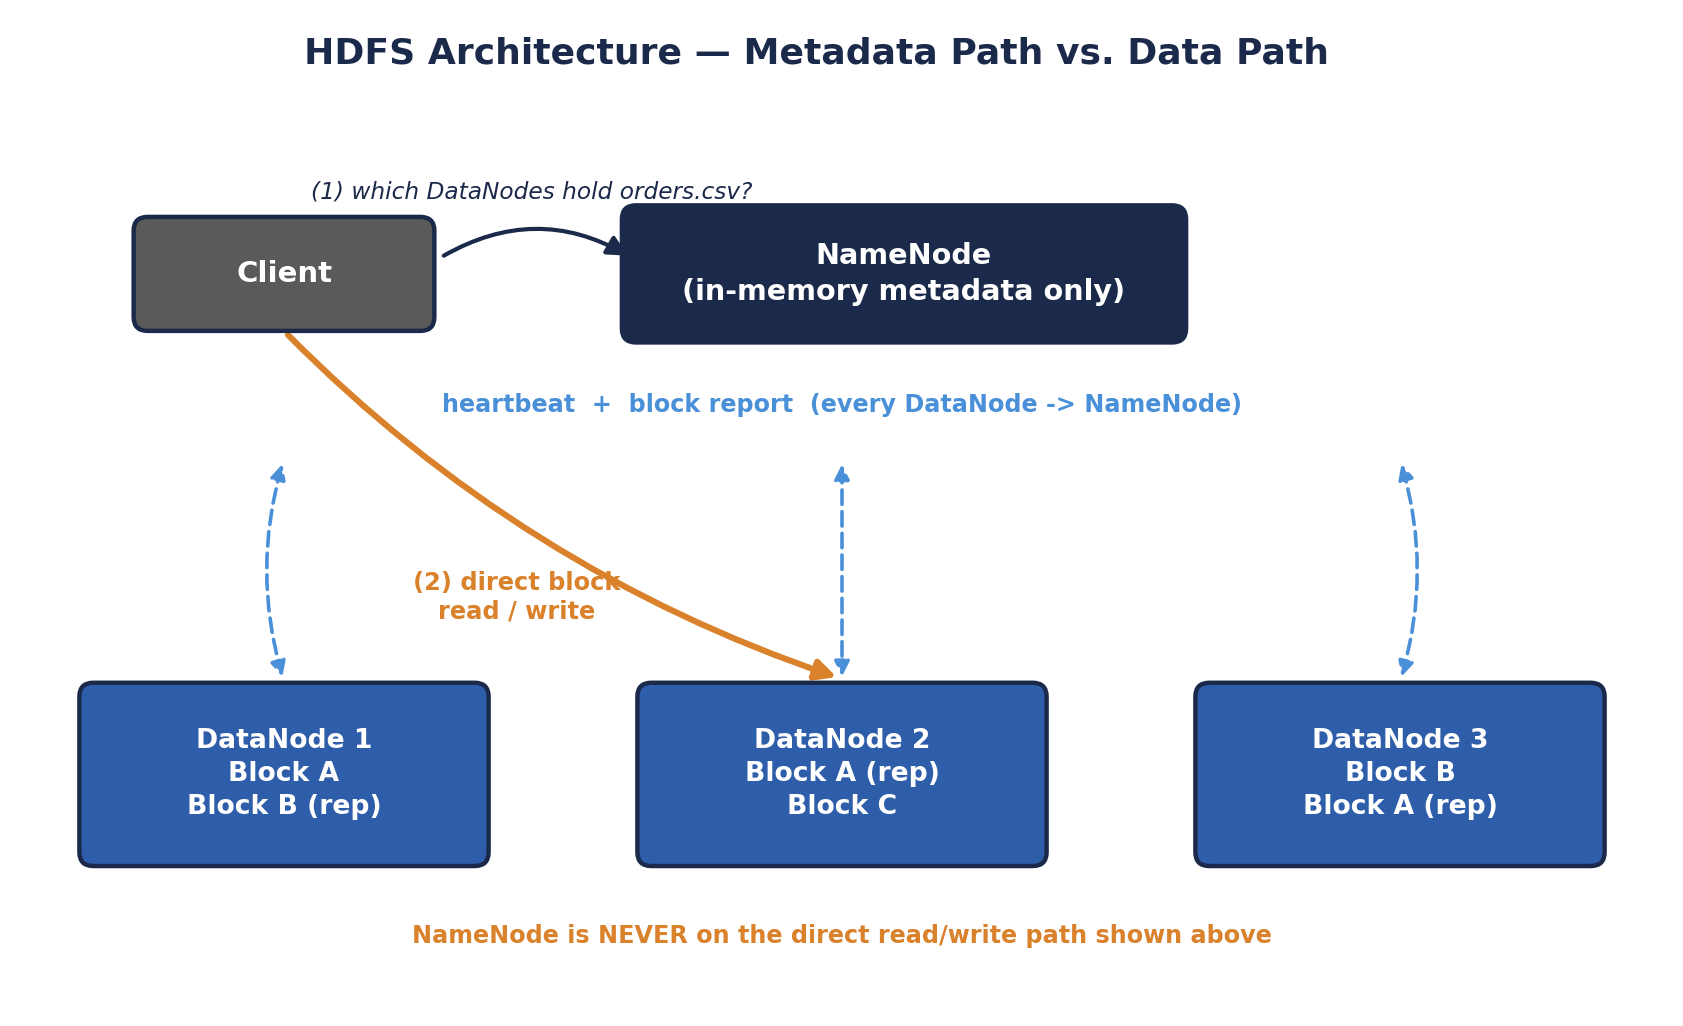 HDFS Architecture — Metadata Path vs. Data Path
(1) which DataNodes hold orders.csv?
Client
NameNode
(in-memory metadata only)
heartbeat + block report (every DataNode -> NameNode)
(2) direct block
read / write
DataNode 1
Block A
Block B (rep)
DataNode 2
Block A (rep)
Block C
DataNode 3
Block B
Block A (rep)
NameNode is NEVER on the direct read/write path shown above